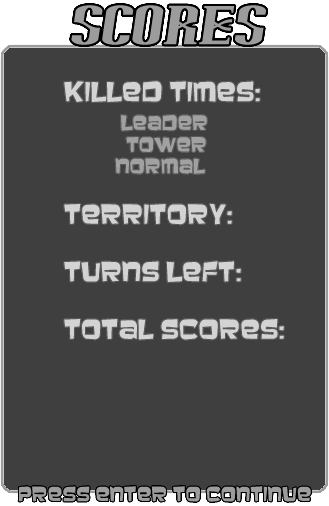 SCORES
KILLED TIMES:
LEADER
TOWER
NORMAL
TERRITORY:
TURNS LEFT:
TOTAL SCORES:
PRESS ENTER TO CONTINUE